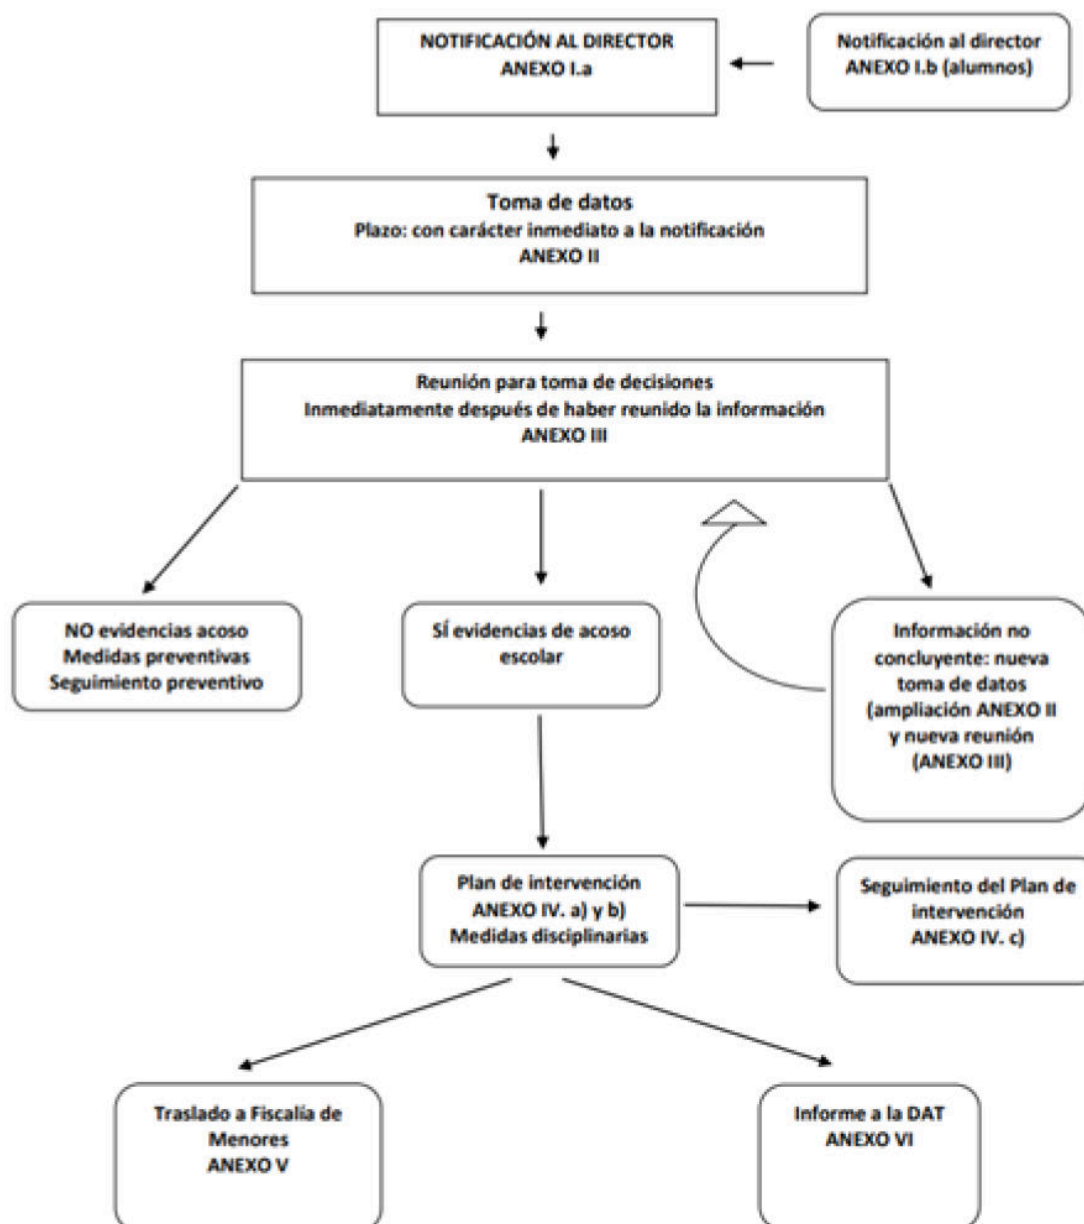 NOTIFICACIÓN AL DIRECTOR
ANEXO I.a
Notificación al director
ANEXO I.b (alumnos)
Toma de datos
Plazo: con carácter inmediato a la notificación
ANEXO II
Reunión para toma de decisiones
Inmediatamente después de haber reunido la información
ANEXO III
NO evidencias acoso
Medidas preventivas
Seguimiento preventivo
SÍ evidencias de acoso
escolar
Información no
concluyente: nueva
toma de datos
(ampliación ANEXO II
y nueva reunión
(ANEXO III)
Plan de intervención
ANEXO IV. a) y b)
Medidas disciplinarias
Seguimiento del Plan de
intervención
ANEXO IV. c)
Traslado a Fiscalía de
Menores
ANEXO V
Informe a la DAT
ANEXO VI